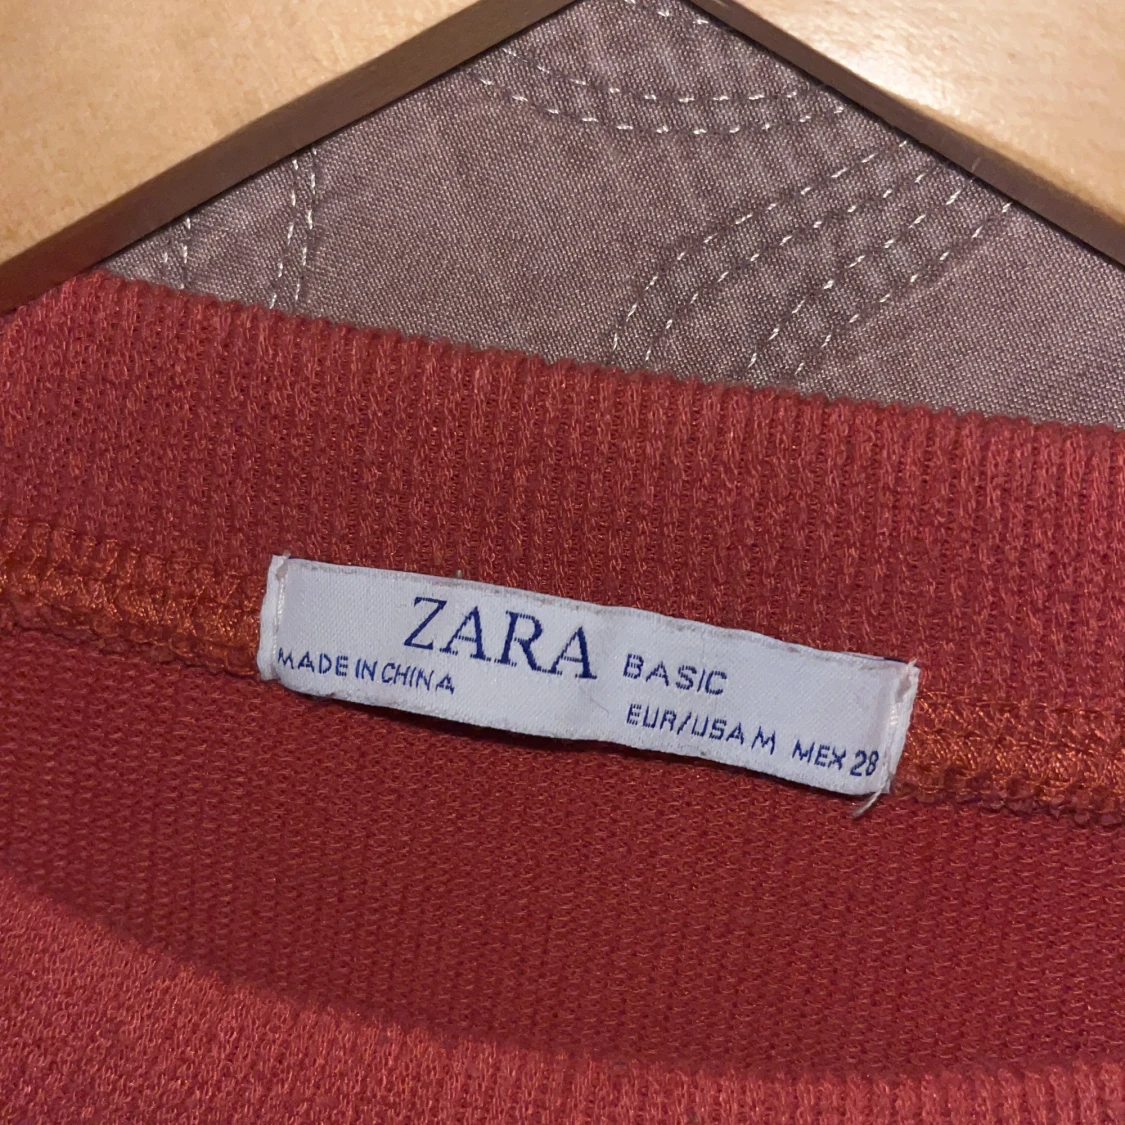 ZARA BASIC
MADE IN CHINA
EUR/USA M MEX 28